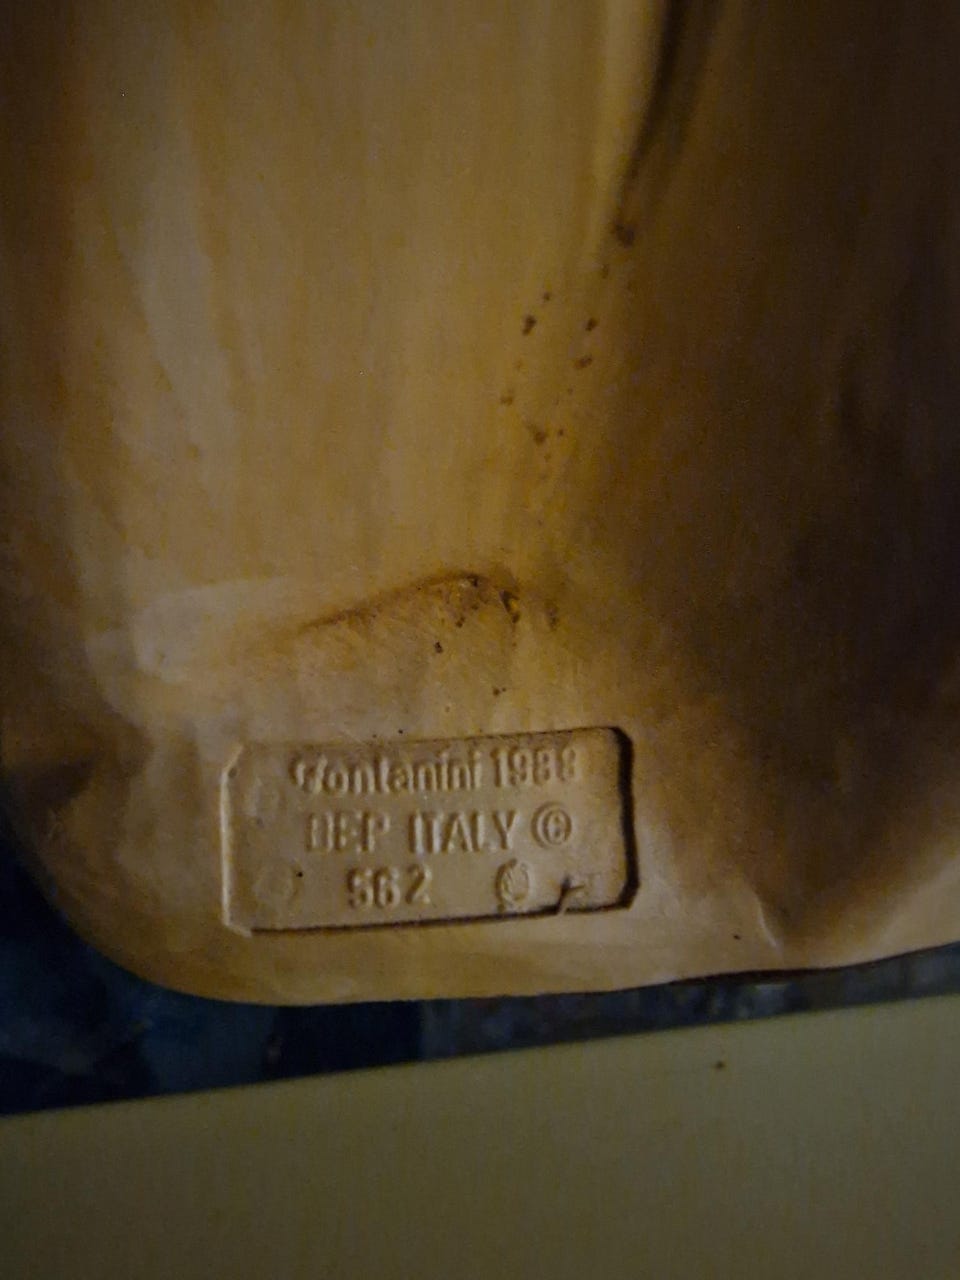 Fontanini 1988
DEP ITALY ©
562